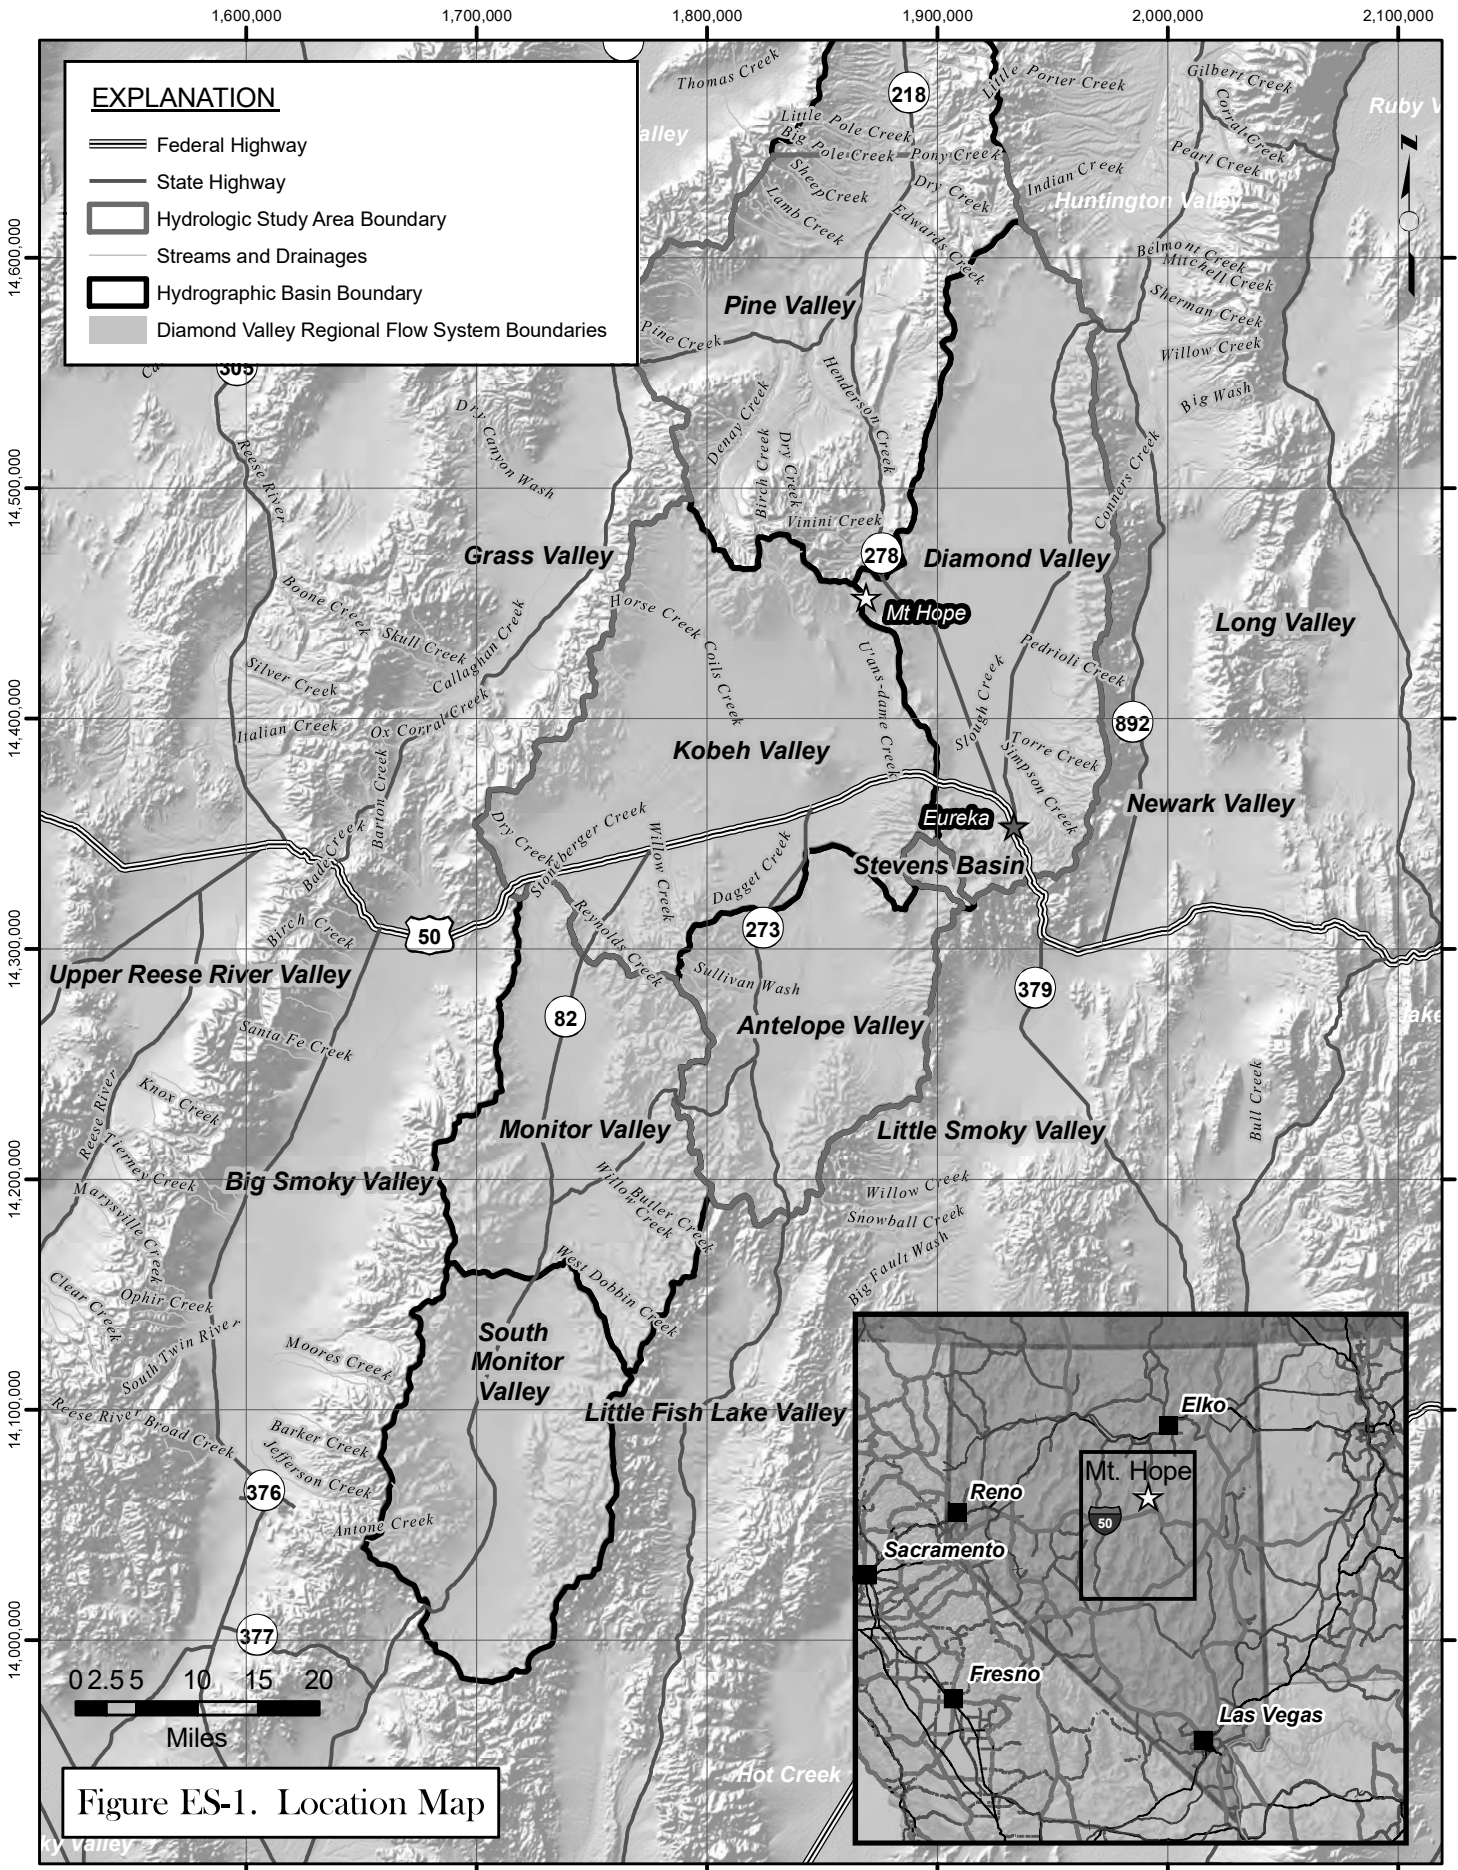 1,600,000
1,700,000
1,800,000
1,900,000
2,000,000
2,100,000
EXPLANATION
Federal Highway
State Highway
Hydrologic Study Area Boundary
Streams and Drainages
Hydrographic Basin Boundary
Diamond Valley Regional Flow System Boundaries
14,600,000
14,500,000
14,400,000
14,300,000
14,200,000
14,100,000
14,000,000
Thomas Creek
218
Little Porter Creek
Gilbert Creek
Corral Creek
Ruby V
alley
Little Pole Creek
Big Pole Creek
Pony Creek
Pearl Creek
Z
Sheep Creek
Dry Creek
Indian Creek
Lamb Creek
Edwards Creek
Huntington Valley
Belmont Creek
Mitchell Creek
Sherman Creek
Pine Valley
Pine Creek
Willow Creek
Big Wash
Ca
305
Henderson Creek
Denay Creek
Dry Canyon Wash
Reese River
Birch Creek
Dry Creek
Conners Creek
Vinini Creek
Grass Valley
278
Diamond Valley
Boone Creek
Horse Creek
Mt Hope
Long Valley
Skull Creek
Callaghan Creek
Coils Creek
U'ans-dame Creek
Pedrioli Creek
Silver Creek
Slough Creek
Italian Creek
Ox Corral Creek
892
Kobeh Valley
Torre Creek
Simpson Creek
Barton Creek
Newark Valley
Bade Creek
Dry Creek
Stoneberger Creek
Willow Creek
Eureka
Stevens Basin
Dagget Creek
Birch Creek
50
Reynolds Creek
273
Upper Reese River Valley
Sullivan Wash
379
82
Antelope Valley
lake
Santa Fe Creek
Knox Creek
Reese River
Bull Creek
Monitor Valley
Little Smoky Valley
Tierney Creek
Big Smoky Valley
Marysville Creek
Willow Creek
Butler Creek
Willow Creek
Snowball Creek
Big Fault Wash
West Dobbin Creek
Clear Creek
Ophir Creek
South Twin River
Moores Creek
South
Monitor
Valley
Little Fish Lake Valley
Reese River
Broad Creek
Barker Creek
Jefferson Creek
376
Antone Creek
377
Elko
Mt. Hope
Reno
50
Sacramento
Fresno
Las Vegas
0 2.5 5 10 15 20
Miles
Hot Creek
Figure ES-1. Location Map
ky Valley